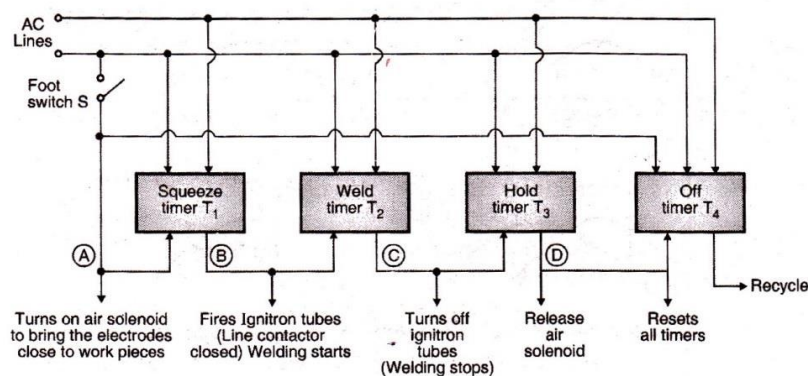 AC
Lines
Foot
switch S
Squeeze
timer T1
Weld
timer T2
Hold
timer T3
Off
timer T4
A
B
C
D
Recycle
Turns on air solenoid
to bring the electrodes
close to work pieces
Fires Ignitron tubes
(Line contactor
closed) Welding starts
Turns off
ignitron
tubes
(Welding stops)
Release
air
solenoid
Resets
all timers